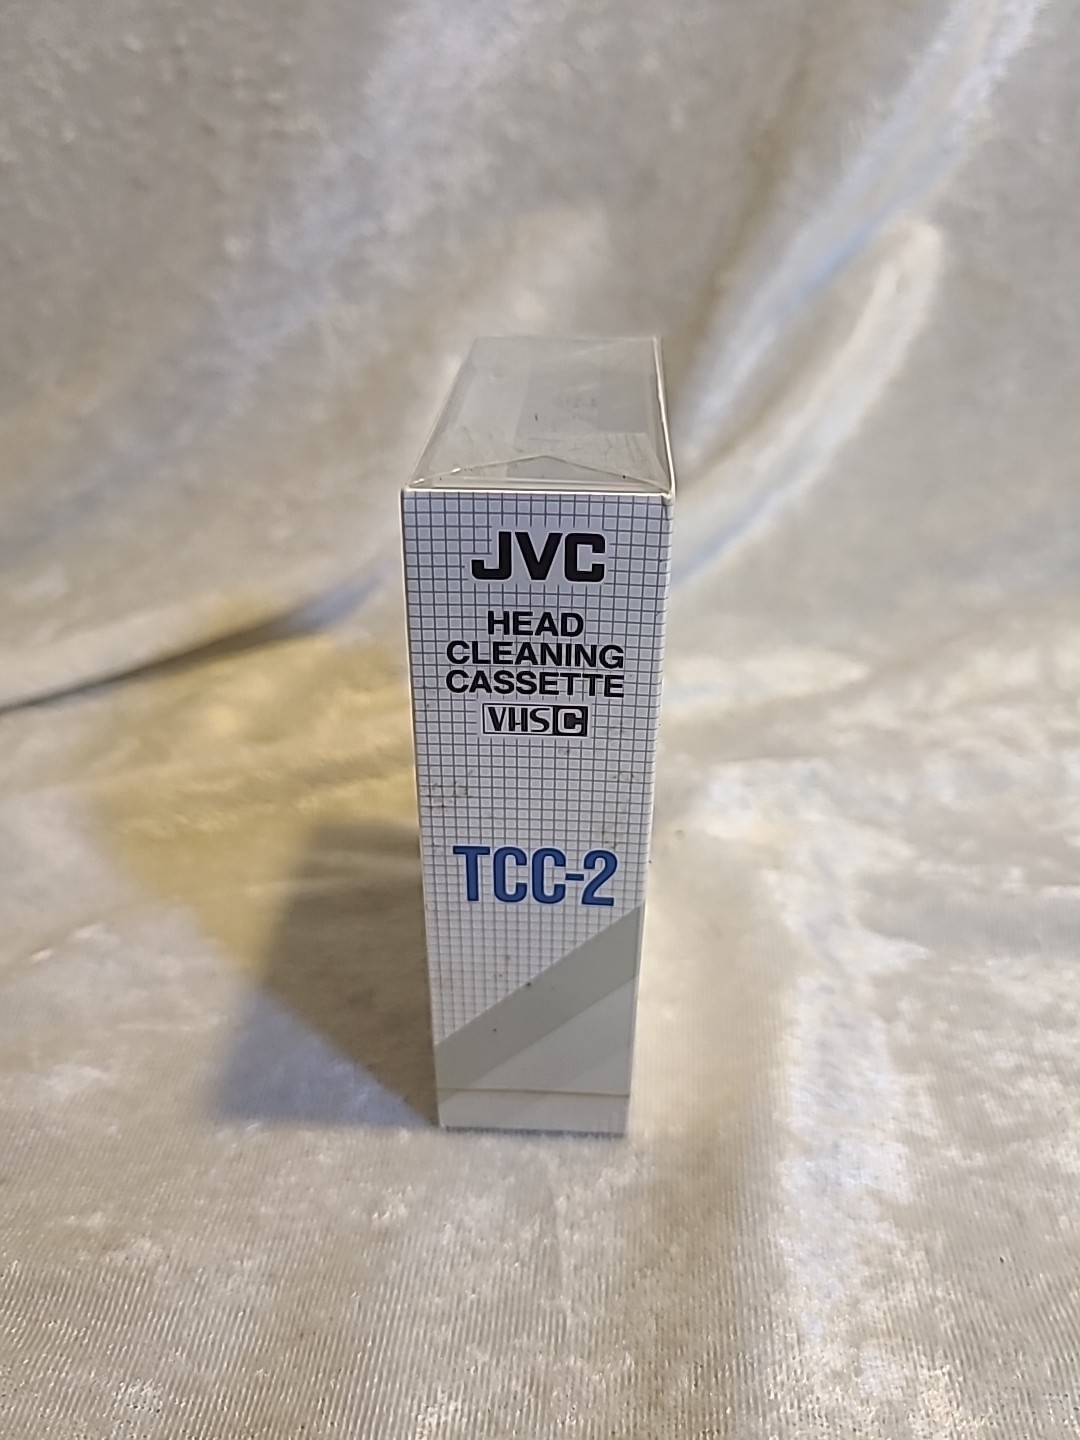 JVC
HEAD
CLEANING
CASSETTE
VHS C
TCC-2